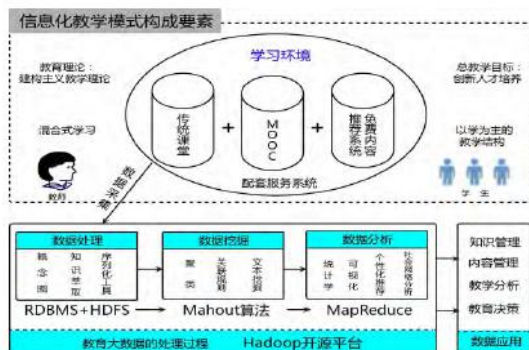 信息化教学模式构成要素
教育理论：
建构主义教学理论
混合式学习
教师
学习环境
传统课堂
+
MOOC
+
免费内容
推荐系统
配套服务系统
总教学目标：
创新人才培养
以学为主的
教学结构
学 生
数据采集
数据处理
概念图
知识萃取
序列化工具
数据挖掘
聚类
关联规则
文本挖掘
数据分析
统计学
可视化
个性化推荐
社会网络分析
RDBMS+HDFS
Mahout算法
MapReduce
教育大数据的处理过程
Hadoop开源平台
知识管理
内容管理
教学分析
教育决策
数据应用